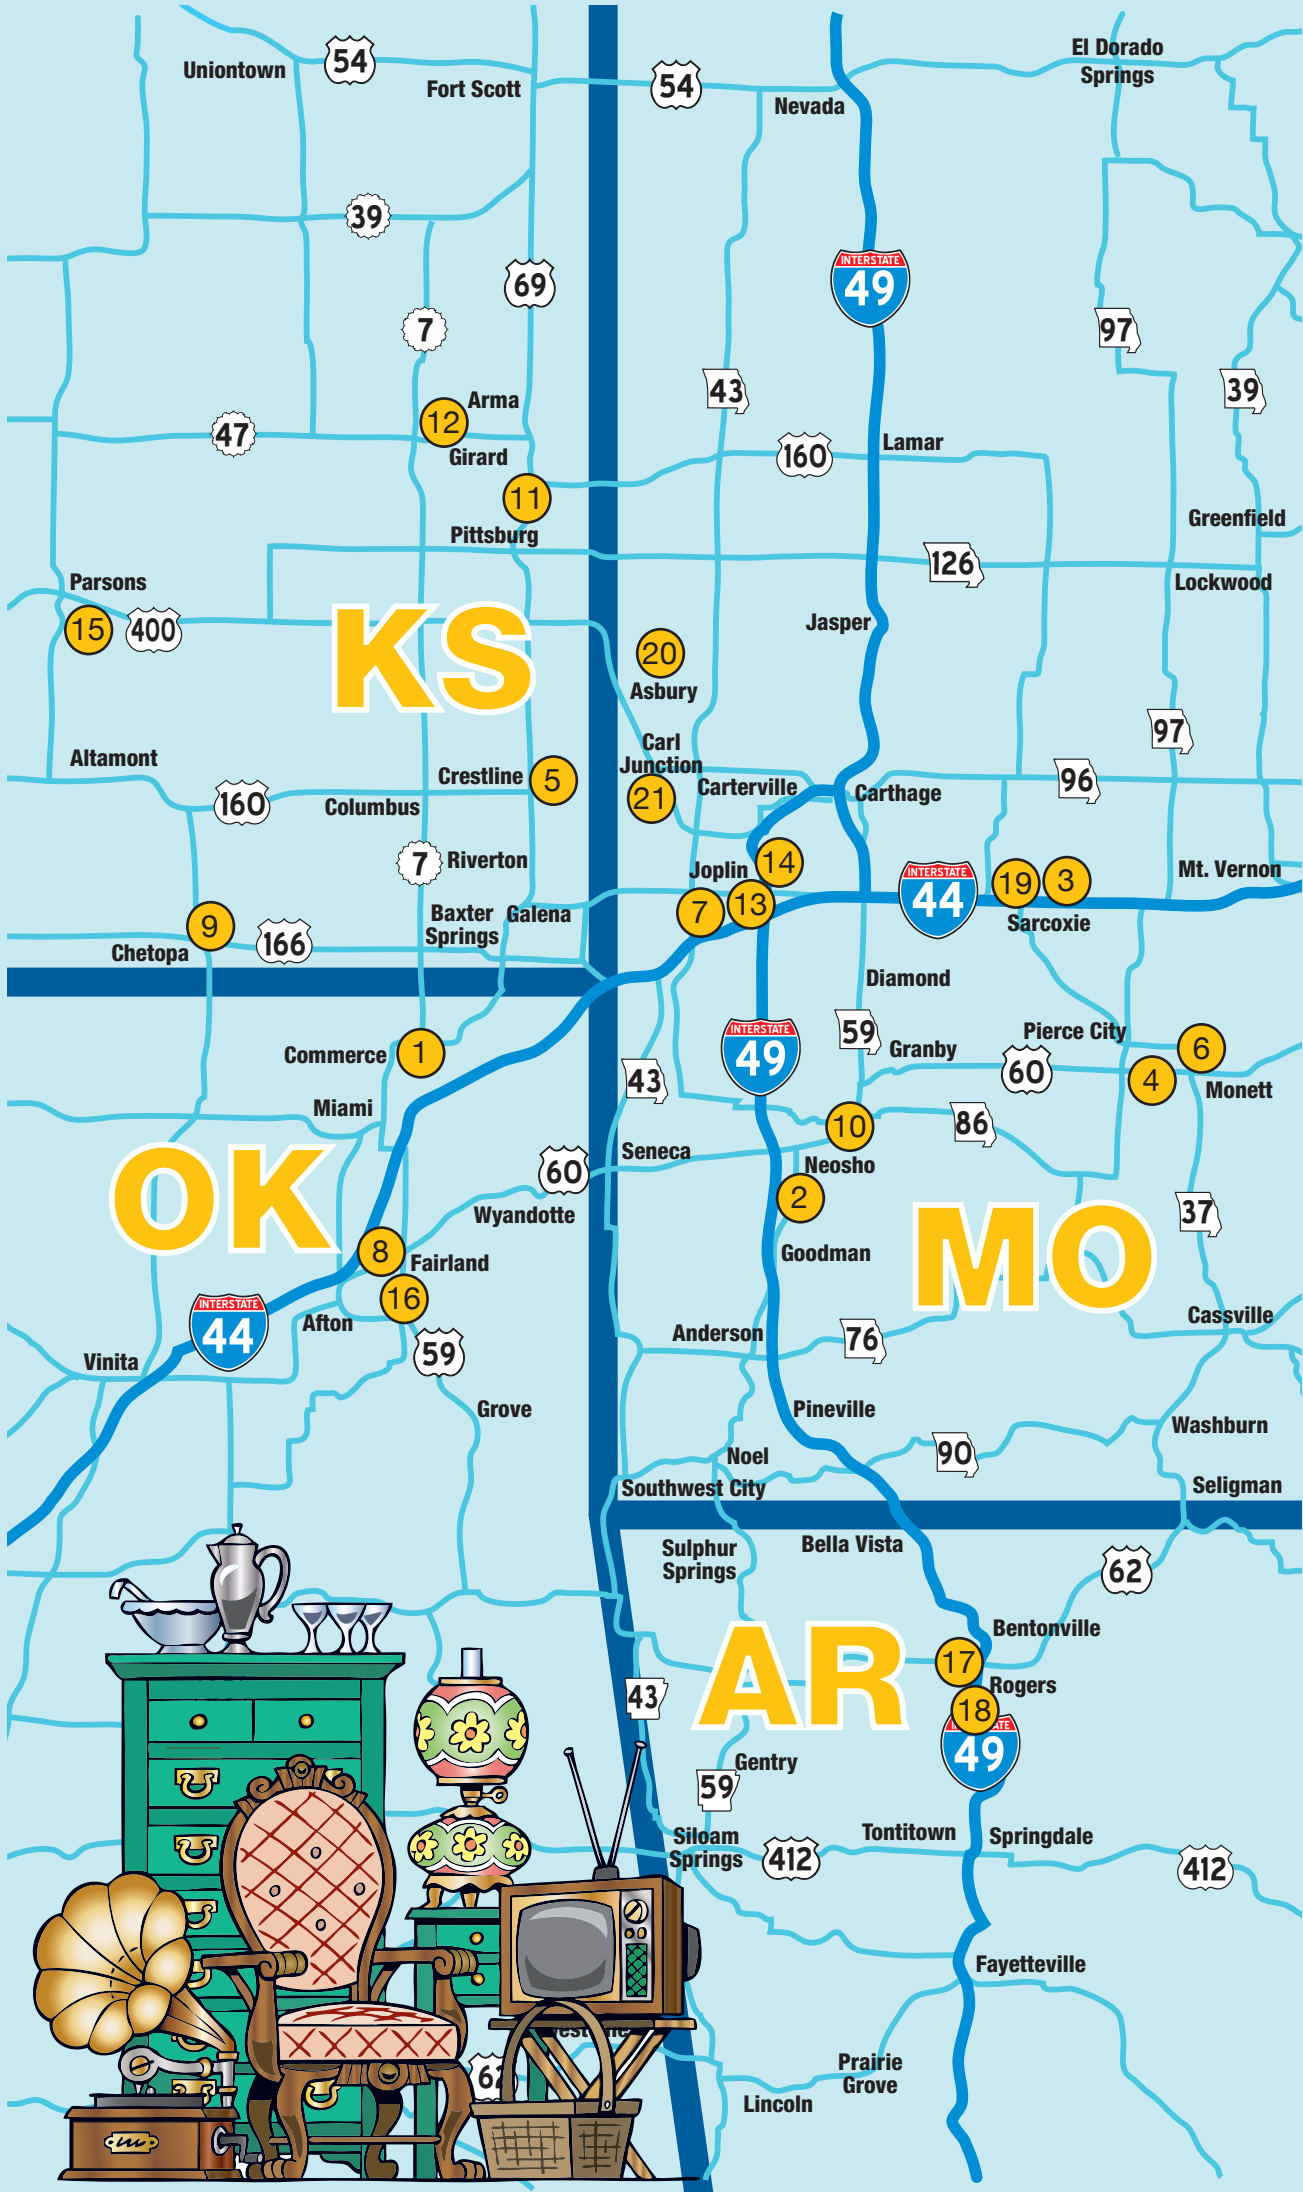 Uniontown
54
Fort Scott
54
Nevada
El Dorado
Springs
39
69
INTERSTATE
49
7
97
43
39
Arma
12
47
Girard
160
Lamar
11
Pittsburg
Greenfield
126
Lockwood
Parsons
15
400
KS
Jasper
20
Asbury
97
Carl
Junction
Altamont
Crestline
5
21
Carterville
Carthage
96
160
Columbus
7
Riverton
Joplin
14
INTERSTATE
44
19
3
Mt. Vernon
9
Baxter
Springs
Galena
7
13
Sarcoxie
Chetopa
166
Diamond
Commerce
1
INTERSTATE
49
59
Granby
Pierce City
6
43
60
4
Monett
Miami
10
86
OK
60
Seneca
Neosho
Wyandotte
2
MO
37
8
Fairland
Goodman
16
INTERSTATE
44
Afton
Anderson
76
Cassville
Vinita
59
Grove
Pineville
Washburn
Noel
90
Southwest City
Seligman
Sulphur
Springs
Bella Vista
62
AR
Bentonville
17
Rogers
43
18
49
Gentry
59
Siloam
Springs
412
Tontitown
Springdale
412
Fayetteville
62
Prairie
Grove
Lincoln